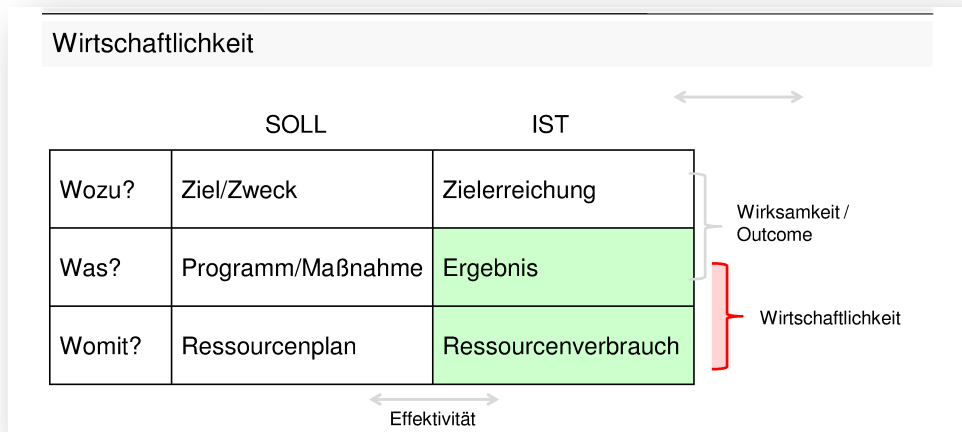 Wirtschaftlichkeit
SOLL IST
Wozu? Ziel/Zweck Zielerreichung
Wirksamkeit /
Outcome
Was? Programm/Maßnahme Ergebnis
Wirtschaftlichkeit
Womit? Ressourcenplan Ressourcenverbrauch
Effektivität